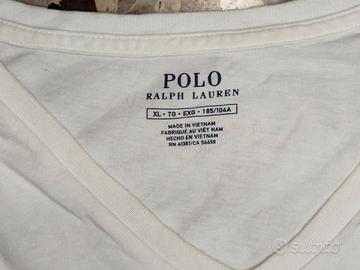 POLO
RALPH LAUREN
XL • TG • EXG • 185/104A
MADE IN VIETNAM
FABRIQUÉ AU VIÊT NAM
HECHO EN VIETNAM
RN 41381/CA 56658
subito